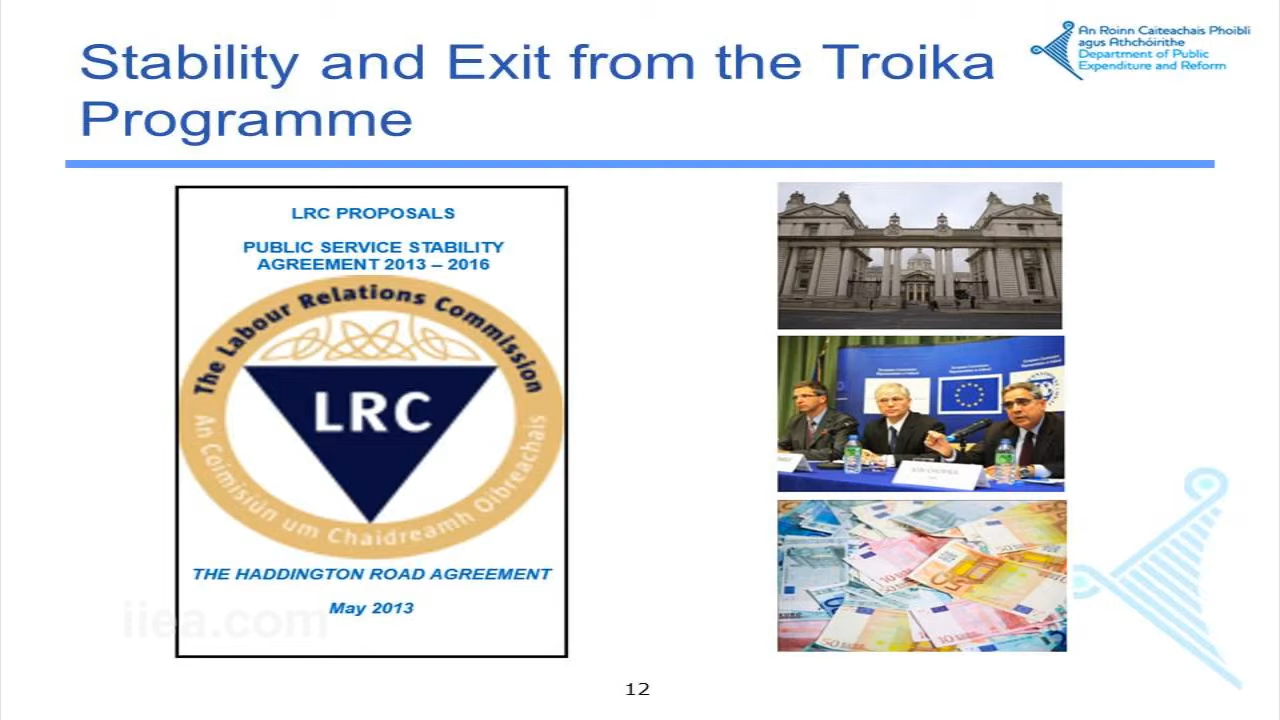 Stability and Exit from the Troika
Programme
An Roinn Caiteachais Phoiblí
agus Athchóirithe
Department of Public
Expenditure and Reform
LRC PROPOSALS
PUBLIC SERVICE STABILITY
AGREEMENT 2013 – 2016
The Labour Relations Commission
LRC
An Coimisiún um Chaidreamh Oibreachais
THE HADDINGTON ROAD AGREEMENT
May 2013
iiea.com
12